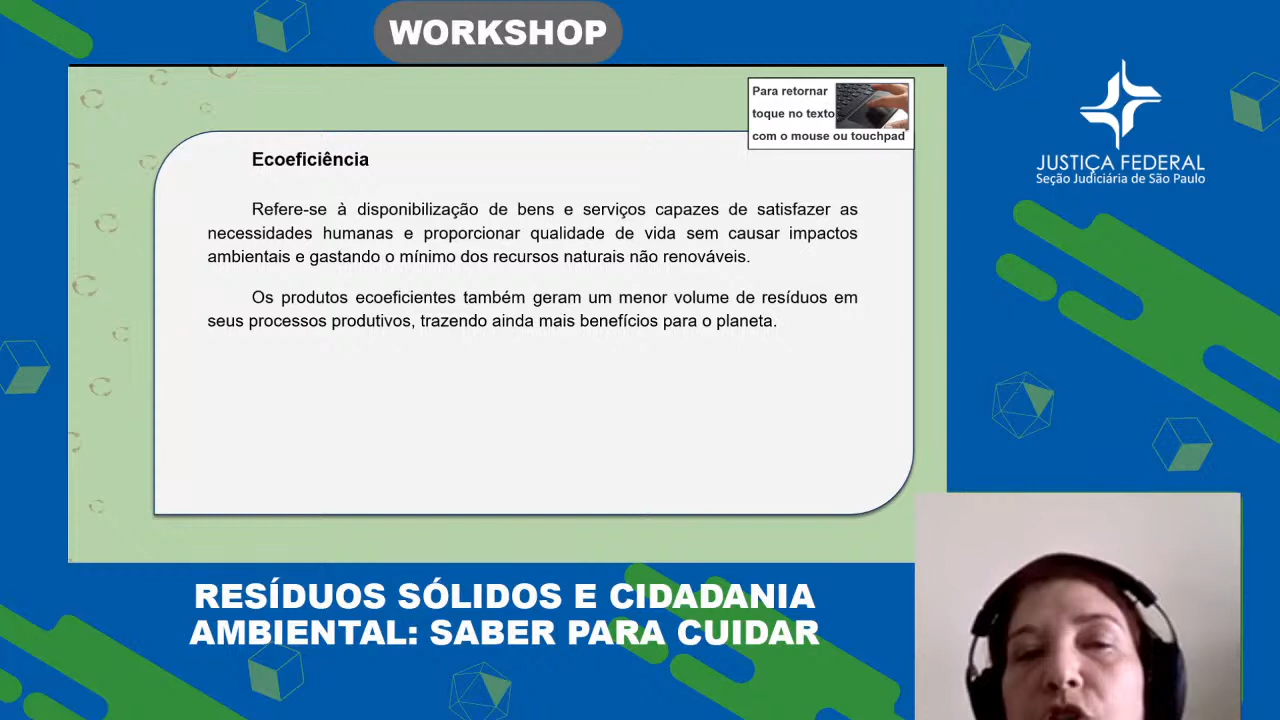 WORKSHOP
Para retornar
toque no texto
com o mouse ou touchpad
JUSTIÇA FEDERAL
Seção Judiciária de São Paulo
Ecoeficiência
Refere-se à disponibilização de bens e serviços capazes de satisfazer as
necessidades humanas e proporcionar qualidade de vida sem causar impactos
ambientais e gastando o mínimo dos recursos naturais não renováveis.
Os produtos ecoeficientes também geram um menor volume de resíduos em
seus processos produtivos, trazendo ainda mais benefícios para o planeta.
RESÍDUOS SÓLIDOS E CIDADANIA
AMBIENTAL: SABER PARA CUIDAR